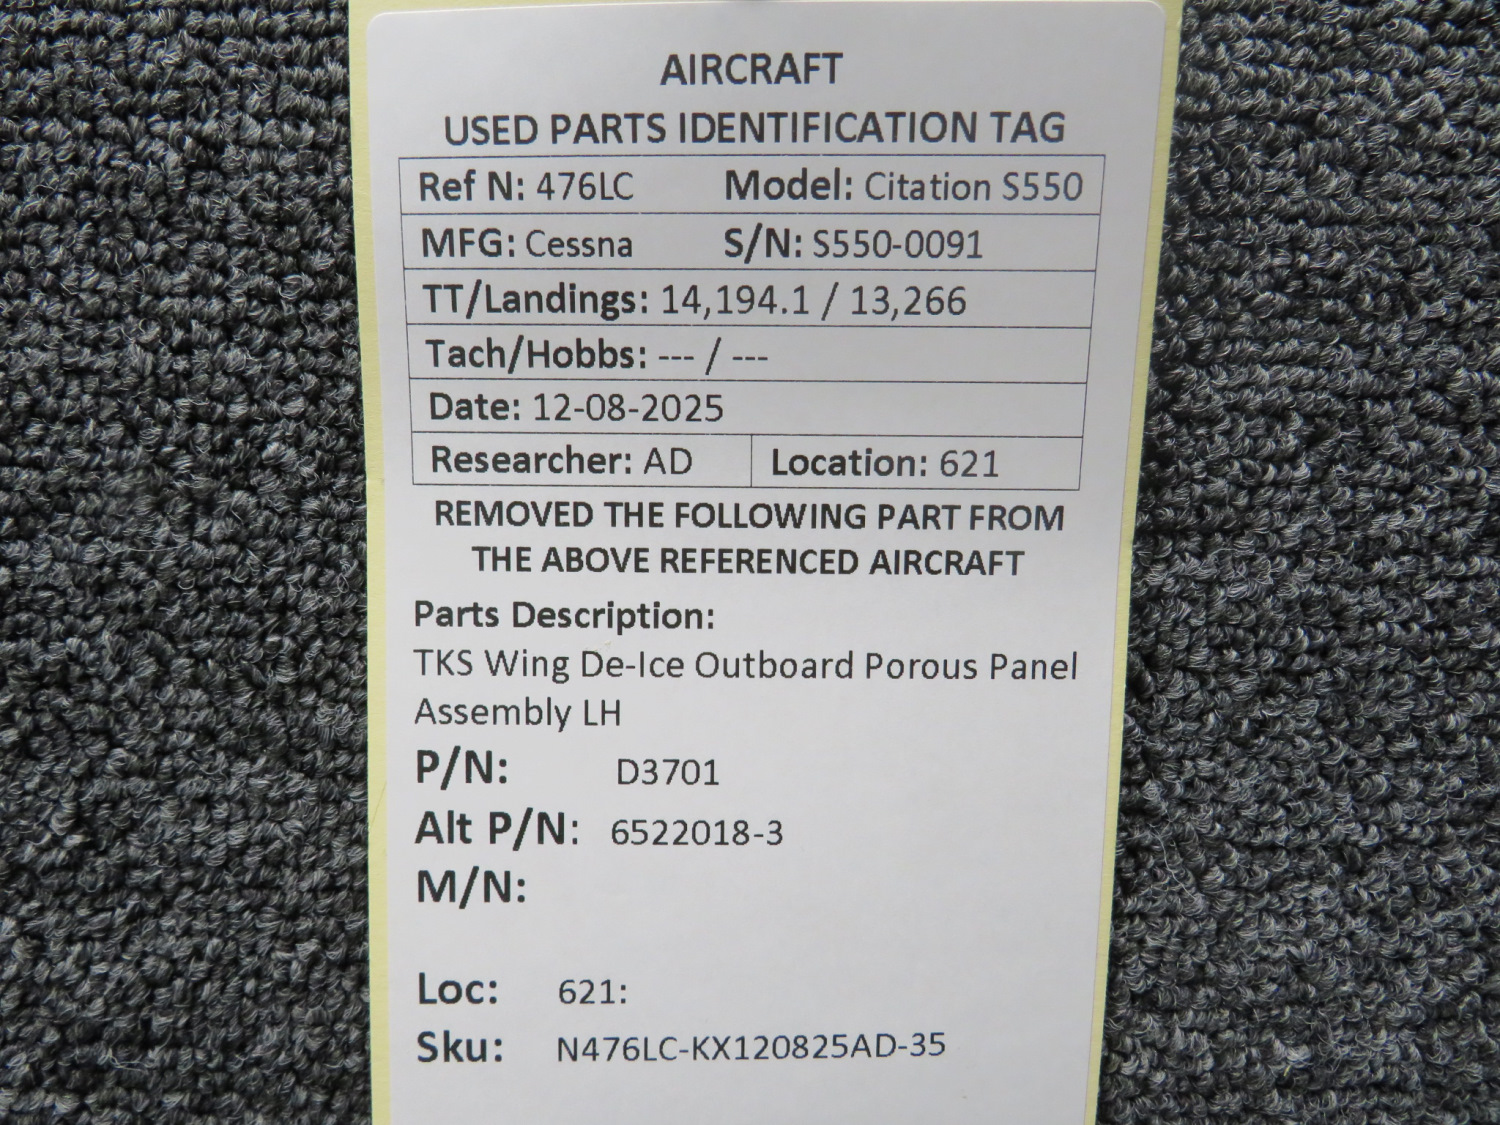 AIRCRAFT
USED PARTS IDENTIFICATION TAG
Ref N: 476LC Model: Citation S550
MFG: Cessna S/N: S550-0091
TT/Landings: 14,194.1 / 13,266
Tach/Hobbs: --- / ---
Date: 12-08-2025
Researcher: AD Location: 621
REMOVED THE FOLLOWING PART FROM
THE ABOVE REFERENCED AIRCRAFT
Parts Description:
TKS Wing De-Ice Outboard Porous Panel
Assembly LH
P/N: D3701
Alt P/N: 6522018-3
M/N:
Loc: 621:
Sku: N476LC-KX120825AD-35